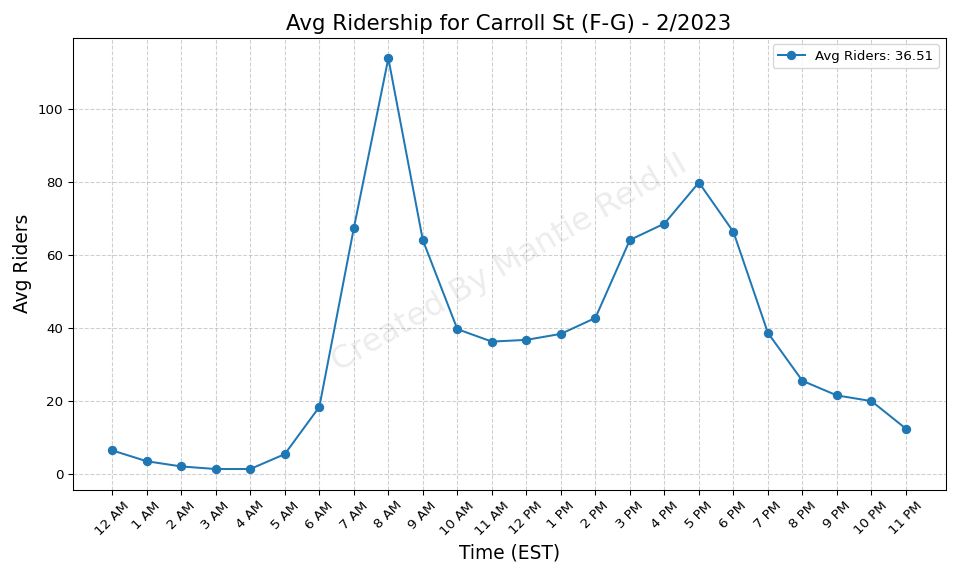 Avg Ridership for Carroll St (F-G) - 2/2023
Avg Riders: 36.51
Avg Riders
100
80
60
40
20
0
Created By Mantie Reid II
12 AM
1 AM
2 AM
3 AM
4 AM
5 AM
6 AM
7 AM
8 AM
9 AM
10 AM
11 AM
12 PM
1 PM
2 PM
3 PM
4 PM
5 PM
6 PM
7 PM
8 PM
9 PM
10 PM
11 PM
Time (EST)